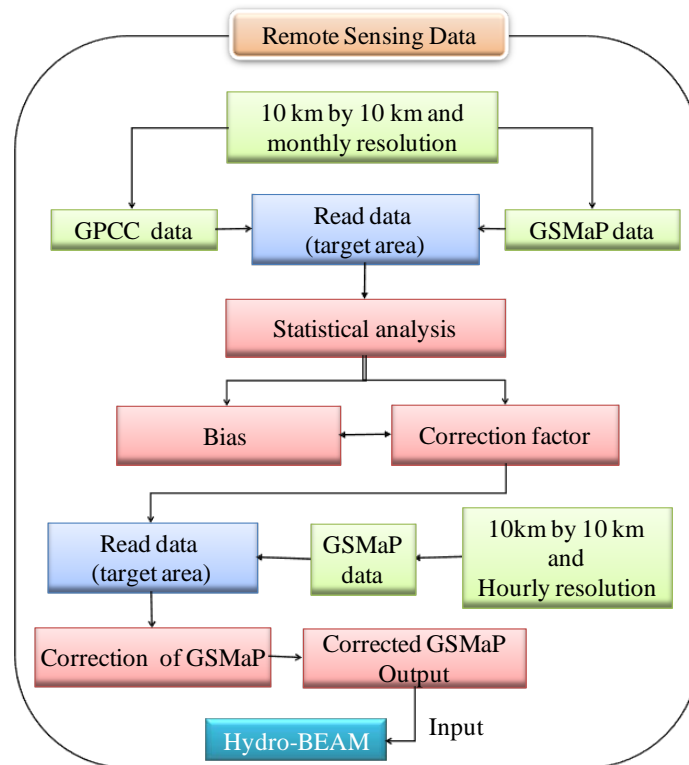 Remote Sensing Data
10 km by 10 km and
monthly resolution
GPCC data
Read data
(target area)
GSMaP data
Statistical analysis
Bias
Correction factor
Read data
(target area)
GSMaP
data
10km by 10 km
and
Hourly resolution
Correction of GSMaP
Corrected GSMaP
Output
Input
Hydro-BEAM